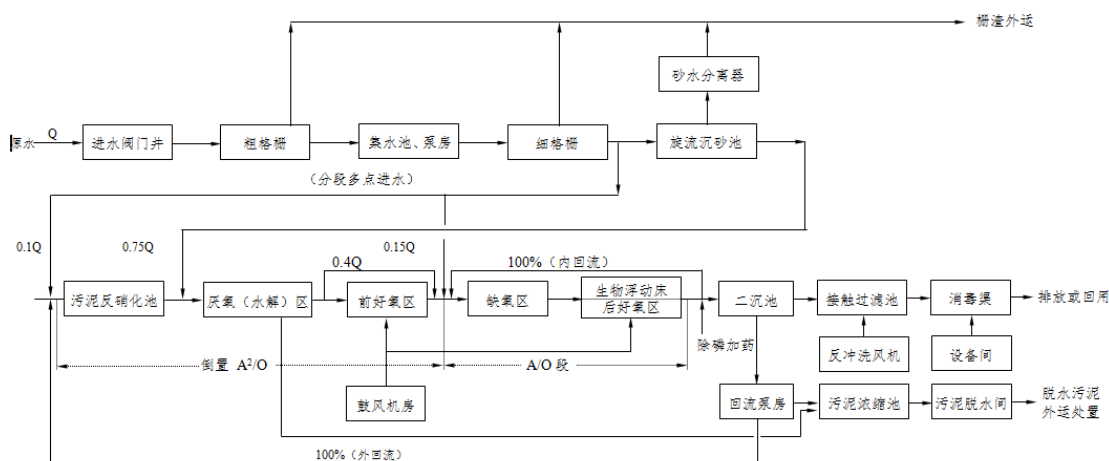 栅渣外运
砂水分离器
原水
Q
进水阀门井
粗格栅
集水池、泵房
细格栅
旋流沉砂池
(分段多点进水)
0.1Q
0.75Q
0.15Q
0.4Q
100%(内回流)
污泥反硝化池
厌氧(水解)区
前好氧区
缺氧区
生物浮动床
后好氧区
二沉池
接触过滤池
消毒渠
排放或回用
除磷加药
反冲洗风机
设备间
倒置 A²/O
A/O 段
鼓风机房
回流泵房
污泥浓缩池
污泥脱水间
脱水污泥
外运处置
100%(外回流)